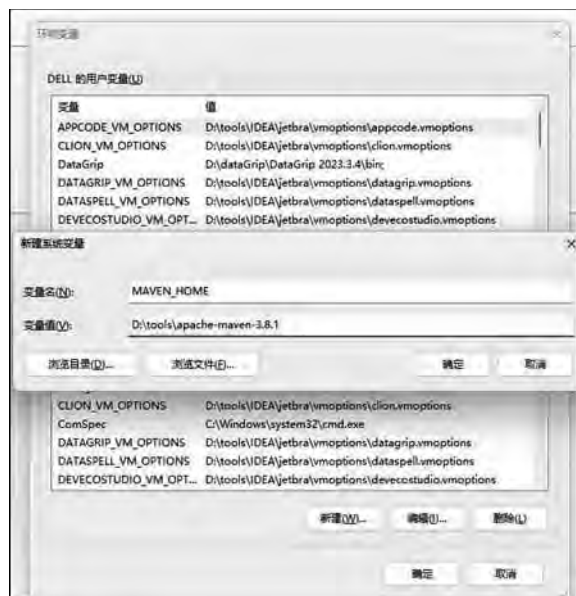 环境变量
DELL 的用户变量(U)
变量 值
APPCODE_VM_OPTIONS D:\tools\IDEA\jetbra\vmoptions\appcode.vmoptions
CLION_VM_OPTIONS D:\tools\IDEA\jetbra\vmoptions\clion.vmoptions
DataGrip D:\dataGrip\DataGrip 2023.3.4\bin;
DATAGRIP_VM_OPTIONS D:\tools\IDEA\jetbra\vmoptions\datagrip.vmoptions
DATASPELL_VM_OPTIONS D:\tools\IDEA\jetbra\vmoptions\dataspell.vmoptions
DEVECOSTUDIO_VM_OPT... D:\tools\IDEA\jetbra\vmoptions\devecostudio.vmoptions
新建系统变量
变量名(N): MAVEN_HOME
变量值(V): D:\tools\apache-maven-3.8.1
浏览目录(D)... 浏览文件(F)... 确定 取消
CLION_VM_OPTIONS D:\tools\IDEA\jetbra\vmoptions\clion.vmoptions
ComSpec C:\Windows\system32\cmd.exe
DATAGRIP_VM_OPTIONS D:\tools\IDEA\jetbra\vmoptions\datagrip.vmoptions
DATASPELL_VM_OPTIONS D:\tools\IDEA\jetbra\vmoptions\dataspell.vmoptions
DEVECOSTUDIO_VM_OPT... D:\tools\IDEA\jetbra\vmoptions\devecostudio.vmoptions
新建(W)... 编辑(I)... 删除(L)
确定 取消